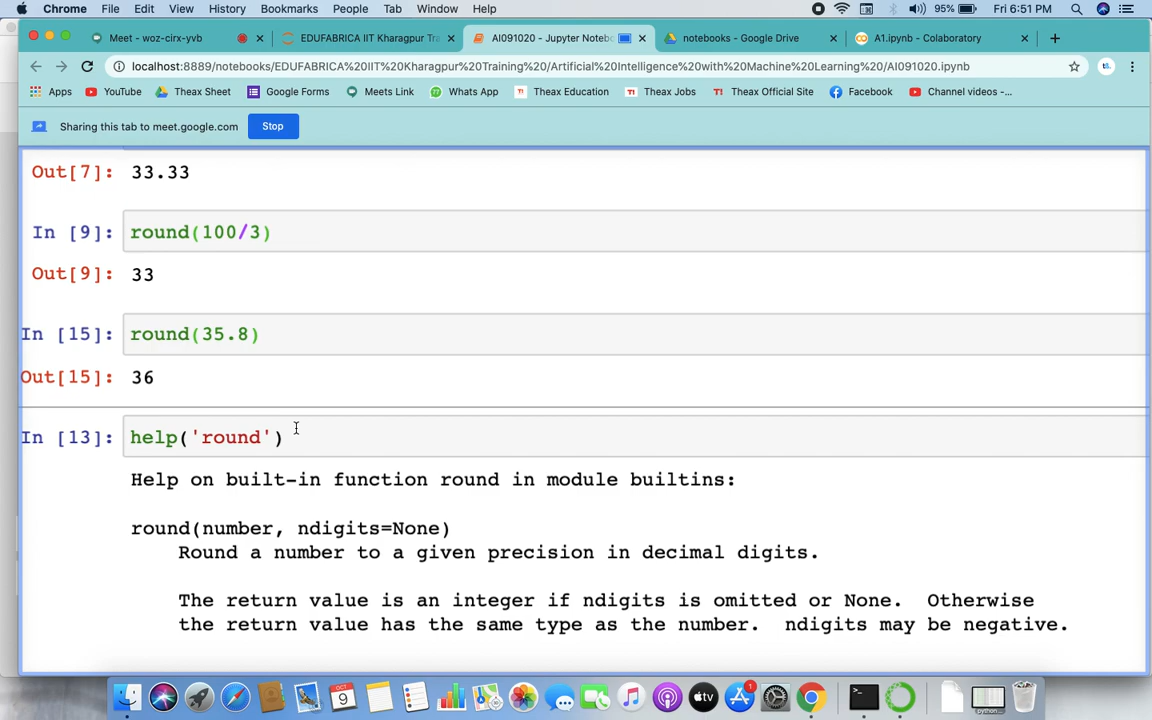 Chrome File Edit View History Bookmarks People Tab Window Help 95% Fri 6:51 PM
Meet - woz-cirx-yvb EDUFABRICA IIT Kharagpur Tra AI091020 - Jupyter Notebo notebooks - Google Drive A1.ipynb - Colaboratory
localhost:8889/notebooks/EDUFABRICA%20IIT%20Kharagpur%20Training%20/Artificial%20Intelligence%20with%20Machine%20Learning%20/AI091020.ipynb
Apps YouTube Theax Sheet Google Forms Meets Link Whats App Theax Education Theax Jobs Theax Official Site Facebook Channel videos -...
Sharing this tab to meet.google.com Stop
Out[7]: 33.33
In [9]: round(100/3)
Out[9]: 33
In [15]: round(35.8)
Out[15]: 36
In [13]: help('round')
Help on built-in function round in module builtins:
round(number, ndigits=None)
Round a number to a given precision in decimal digits.
The return value is an integer if ndigits is omitted or None. Otherwise
the return value has the same type as the number. ndigits may be negative.
OCT
9
tv
1